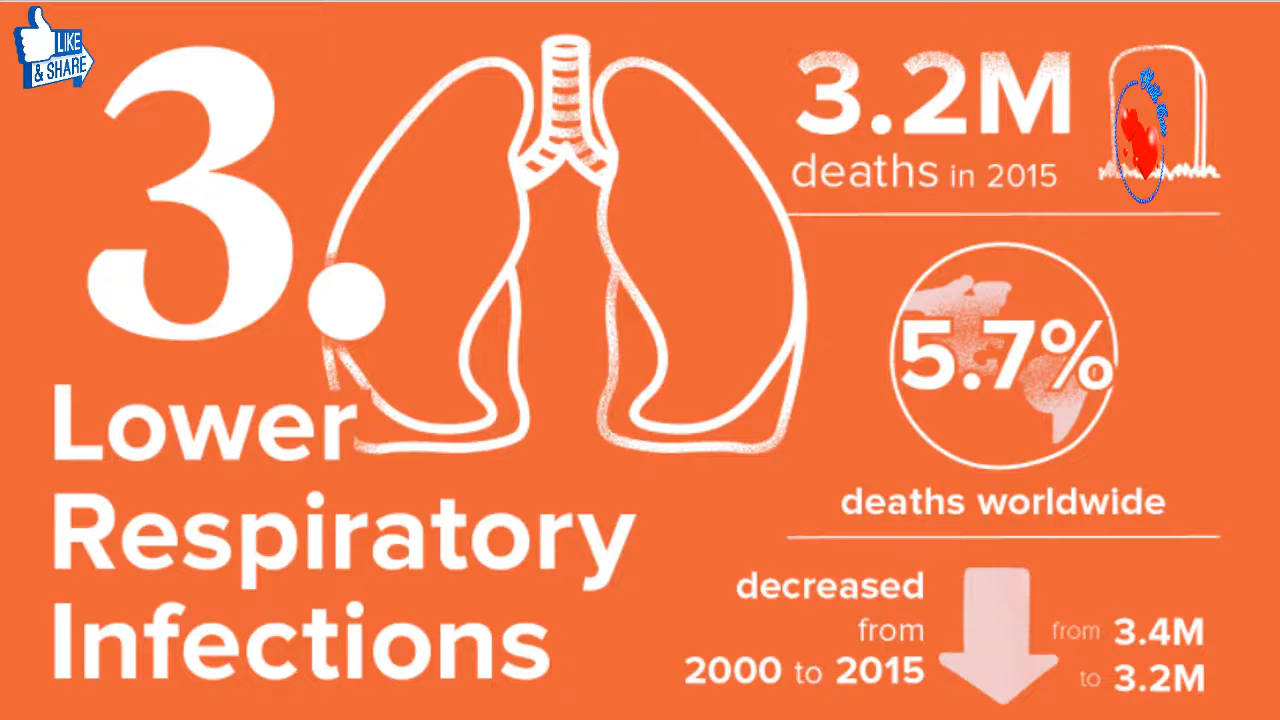 LIKE
& SHARE
3.
Lower
Respiratory
Infections
3.2M
deaths in 2015
5.7%
deaths worldwide
decreased
from
2000 to 2015
from 3.4M
to 3.2M